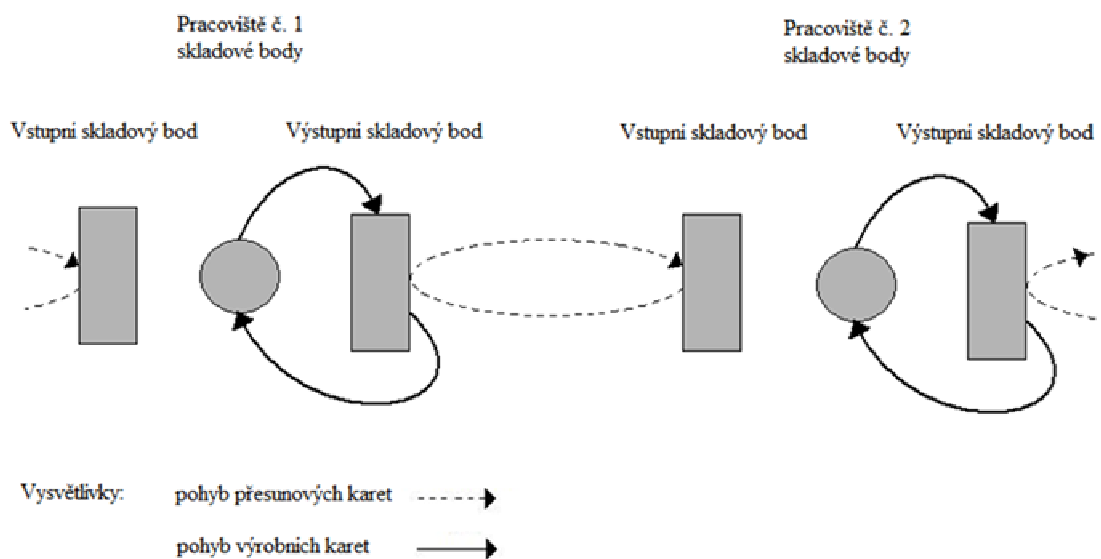 Pracoviště č. 1
skladové body
Pracoviště č. 2
skladové body
Vstupní skladový bod
Výstupní skladový bod
Vstupní skladový bod
Výstupní skladový bod
Vysvětlívky:
pohyb přesunových karet
pohyb výrobních karet